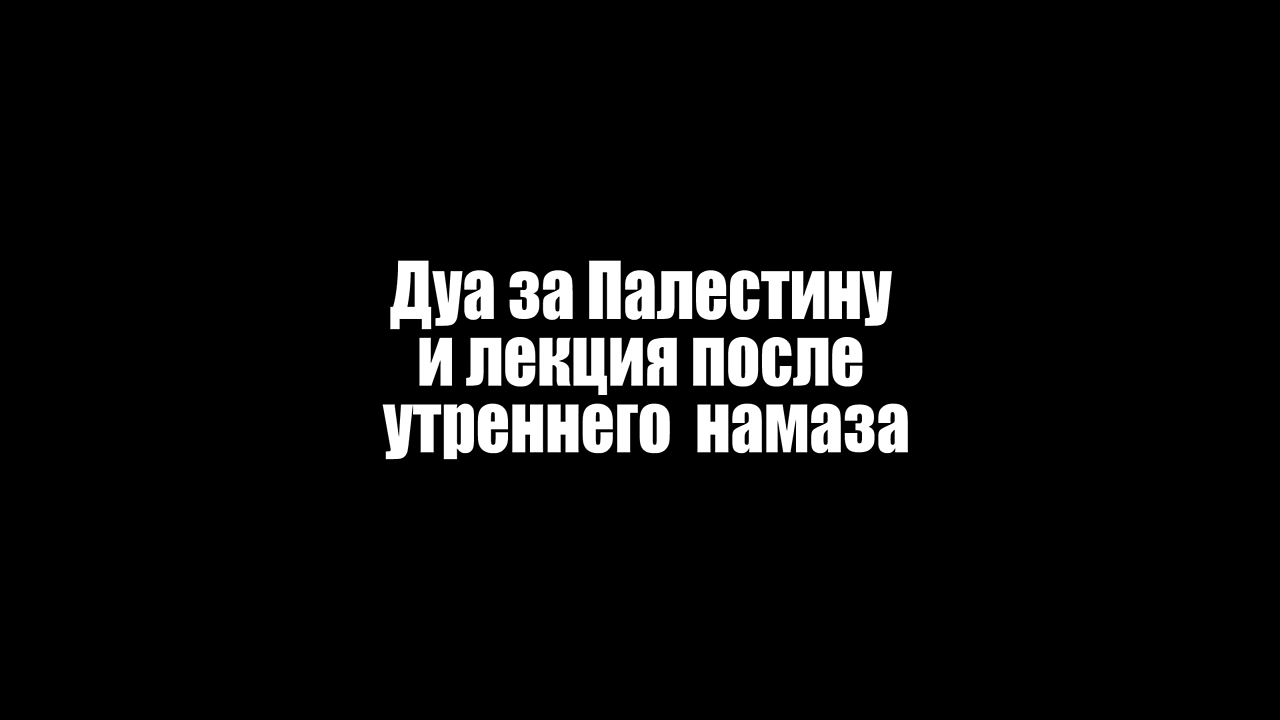 Дуа за Палестину
и лекция после
утреннего намаза